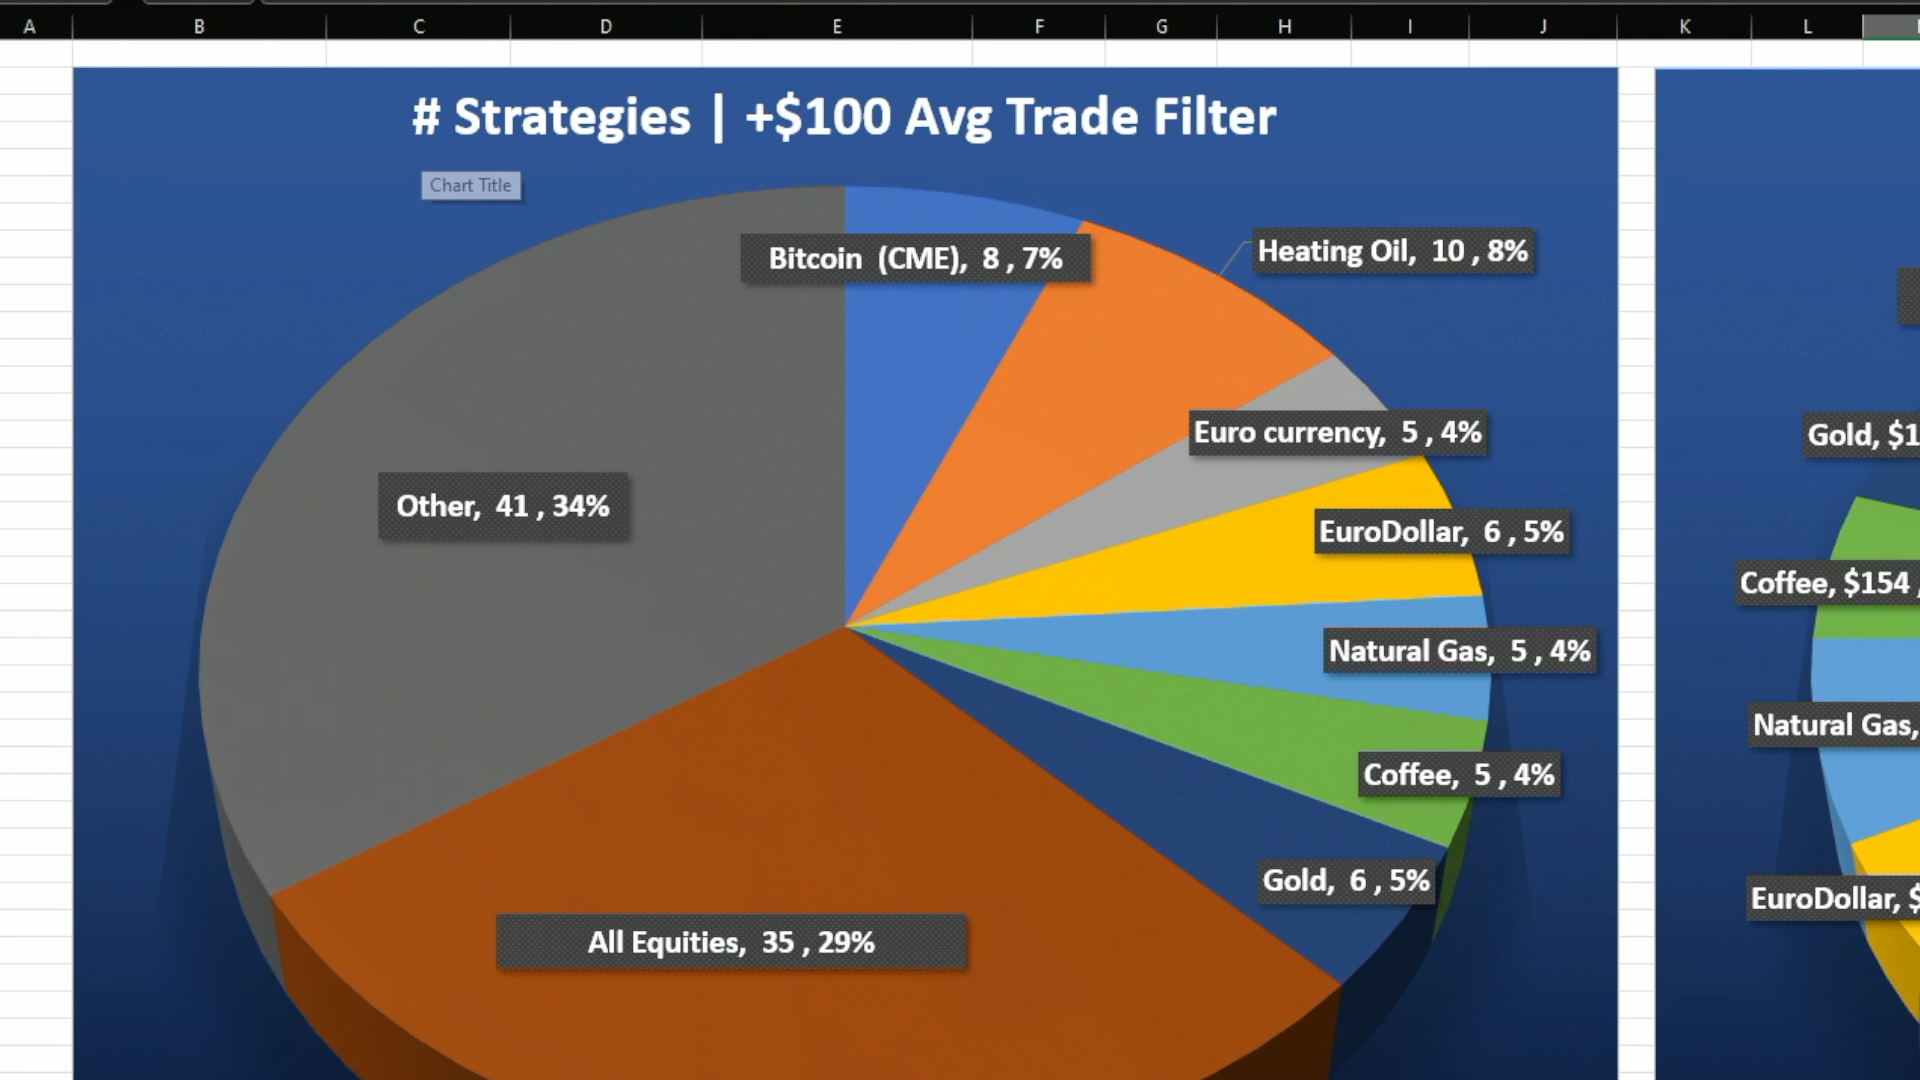 A B C D E F G H I J K L
# Strategies | +$100 Avg Trade Filter
Chart Title
Bitcoin (CME), 8 , 7%
Heating Oil, 10 , 8%
Euro currency, 5 , 4%
Other, 41 , 34%
EuroDollar, 6 , 5%
Natural Gas, 5 , 4%
Coffee, 5 , 4%
Gold, 6 , 5%
All Equities, 35 , 29%
Gold, $1
Coffee, $154 ,
Natural Gas,
EuroDollar, $